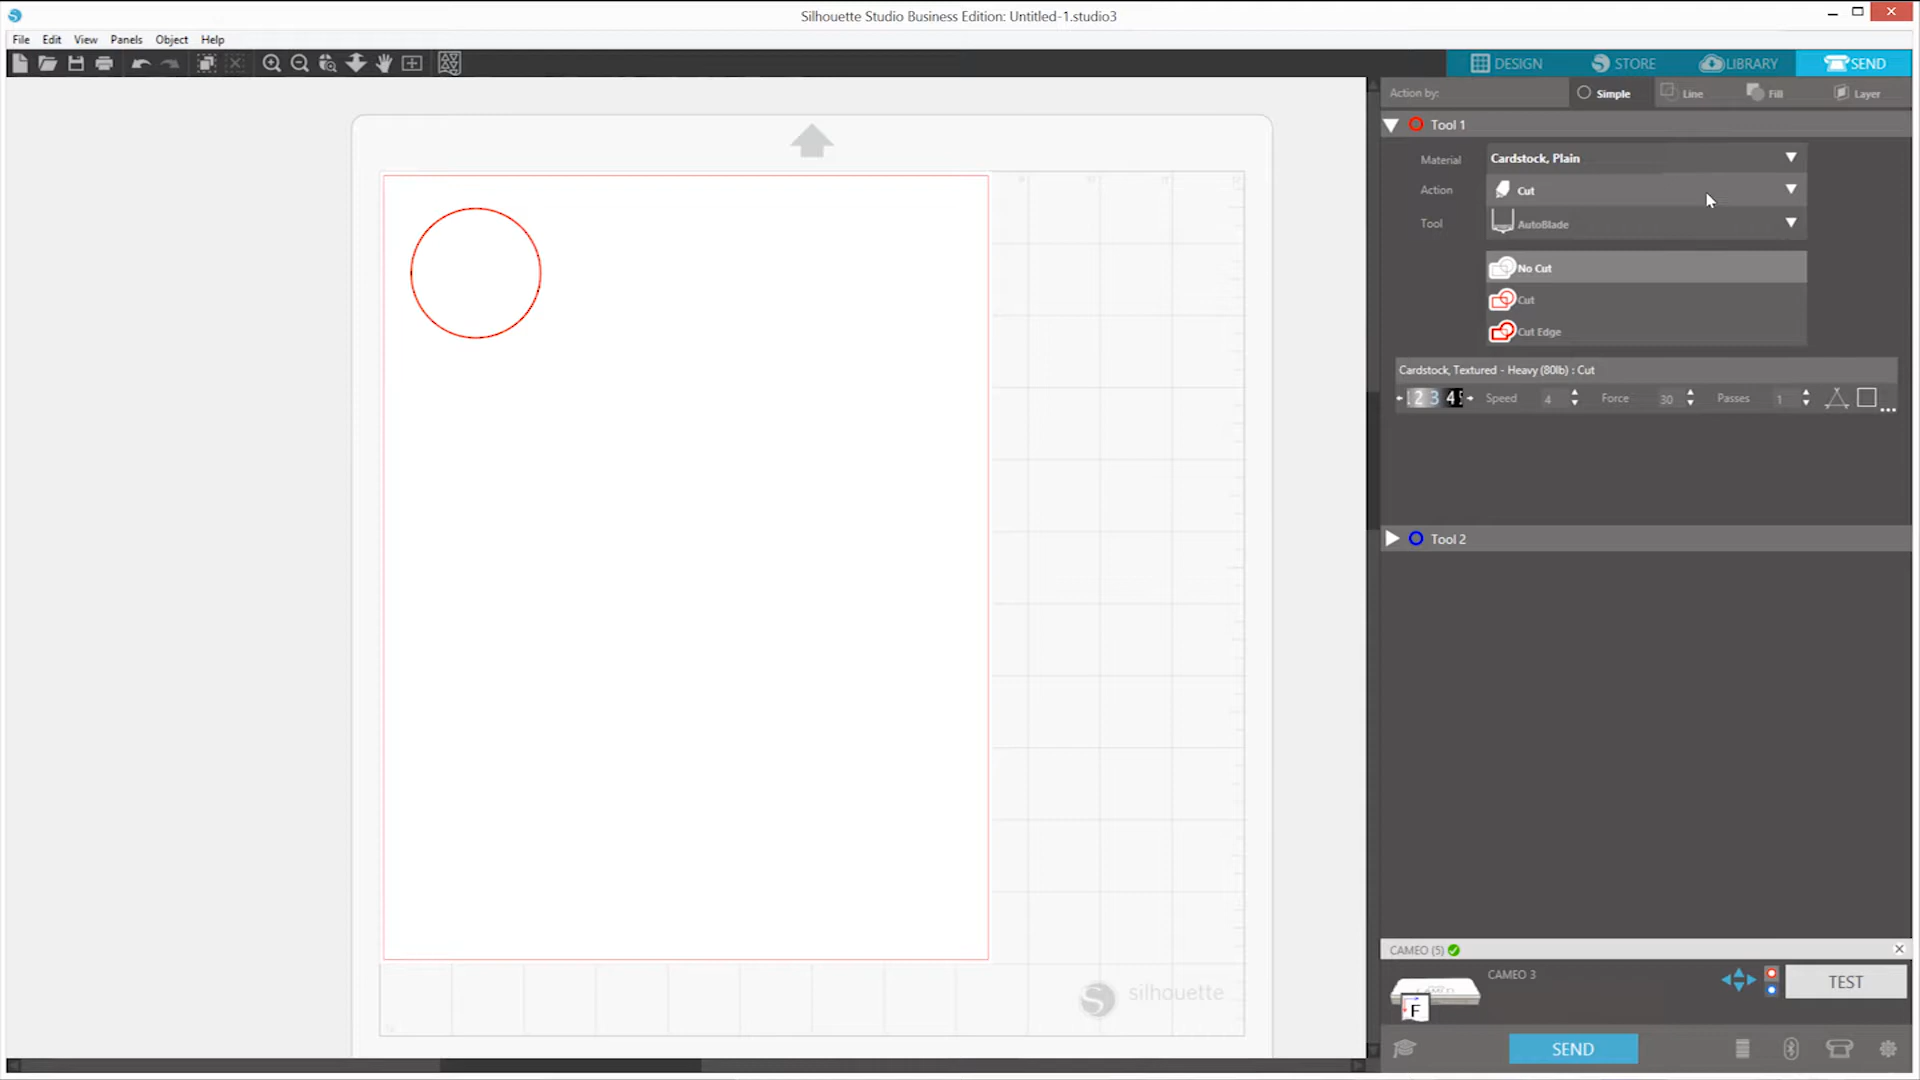 Silhouette Studio Business Edition: Untitled-1.studio3
File Edit View Panels Object Help
DESIGN STORE LIBRARY SEND
Action by: Simple Line Fill Layer
Tool 1
Material Cardstock, Plain
Action Cut
Tool AutoBlade
No Cut
Cut
Cut Edge
Cardstock, Textured - Heavy (80lb) : Cut
2 3 4 Speed 4 Force 30 Passes 1
Tool 2
CAMEO (5)
CAMEO 3
F
TEST
silhouette
SEND